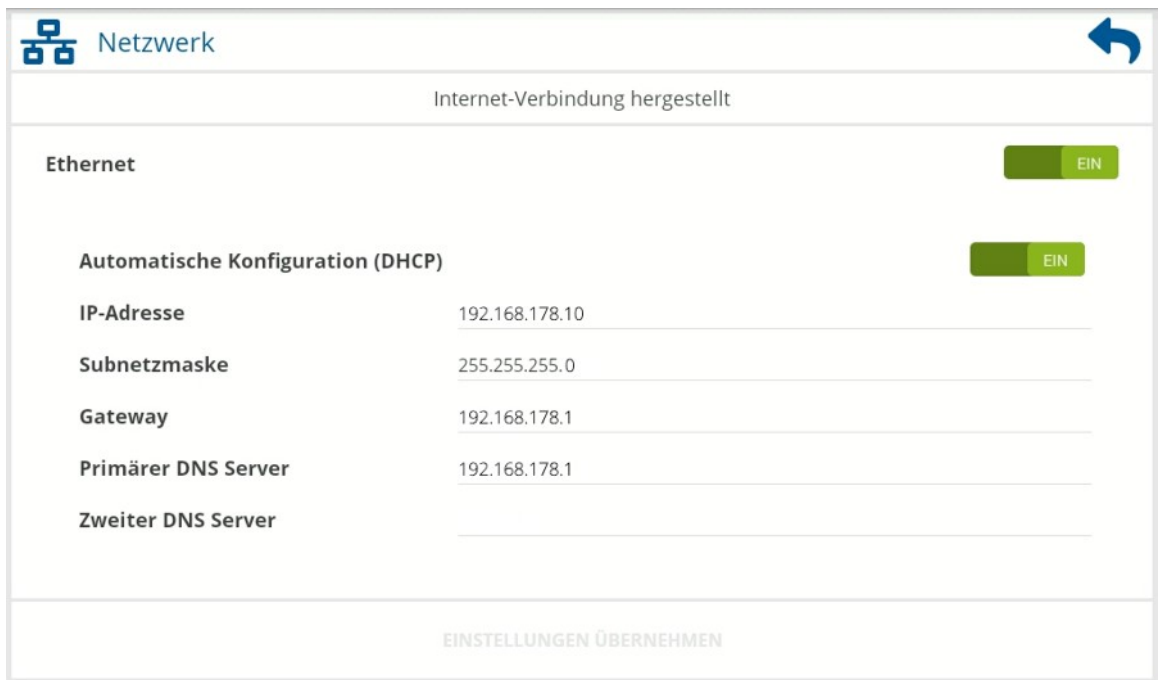 Netzwerk
Internet-Verbindung hergestellt
Ethernet EIN
Automatische Konfiguration (DHCP) EIN
IP-Adresse 192.168.178.10
Subnetzmaske 255.255.255.0
Gateway 192.168.178.1
Primärer DNS Server 192.168.178.1
Zweiter DNS Server
EINSTELLUNGEN ÜBERNEHMEN